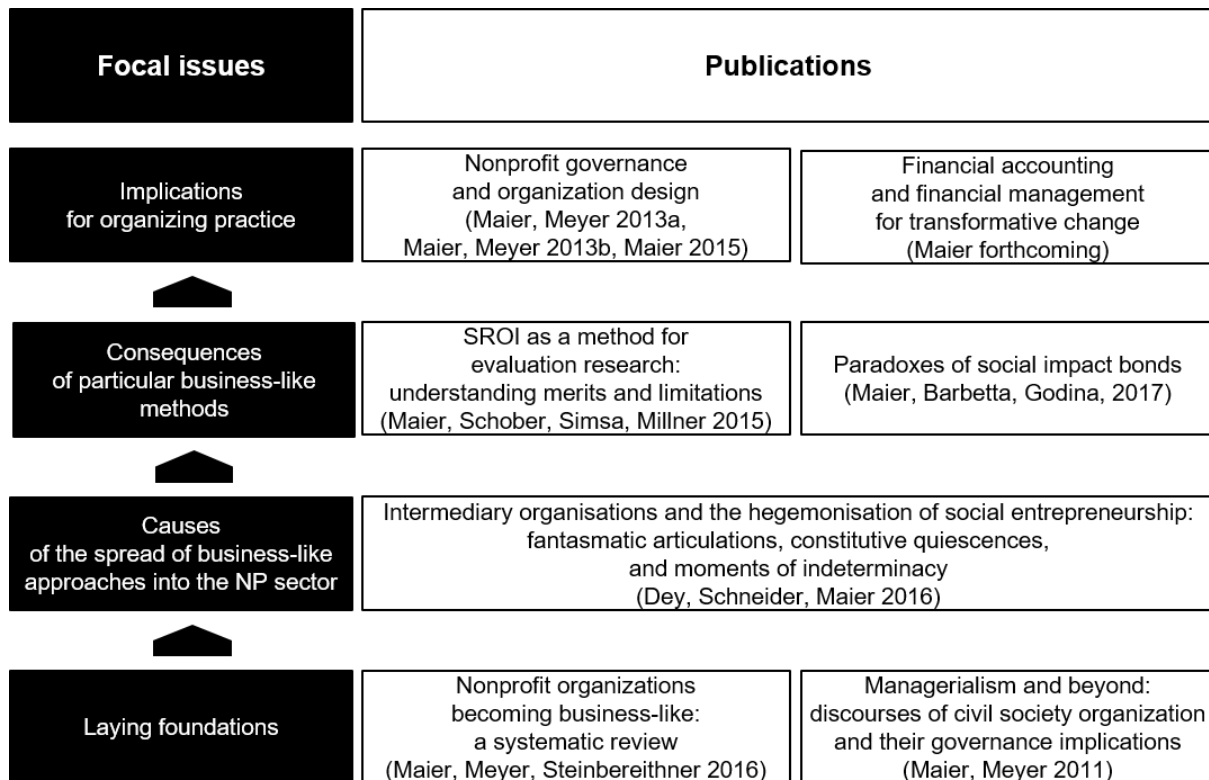 Focal issues
Publications
Implications
for organizing practice
Nonprofit governance
and organization design
(Maier, Meyer 2013a,
Maier, Meyer 2013b, Maier 2015)
Financial accounting
and financial management
for transformative change
(Maier forthcoming)
Consequences
of particular business-like
methods
SROI as a method for
evaluation research:
understanding merits and limitations
(Maier, Schober, Simsa, Millner 2015)
Paradoxes of social impact bonds
(Maier, Barbetta, Godina, 2017)
Causes
of the spread of business-like
approaches into the NP sector
Intermediary organisations and the hegemonisation of social entrepreneurship:
fantasmatic articulations, constitutive quiescences,
and moments of indeterminacy
(Dey, Schneider, Maier 2016)
Laying foundations
Nonprofit organizations
becoming business-like:
a systematic review
(Maier, Meyer, Steinbereithner 2016)
Managerialism and beyond:
discourses of civil society organization
and their governance implications
(Maier, Meyer 2011)